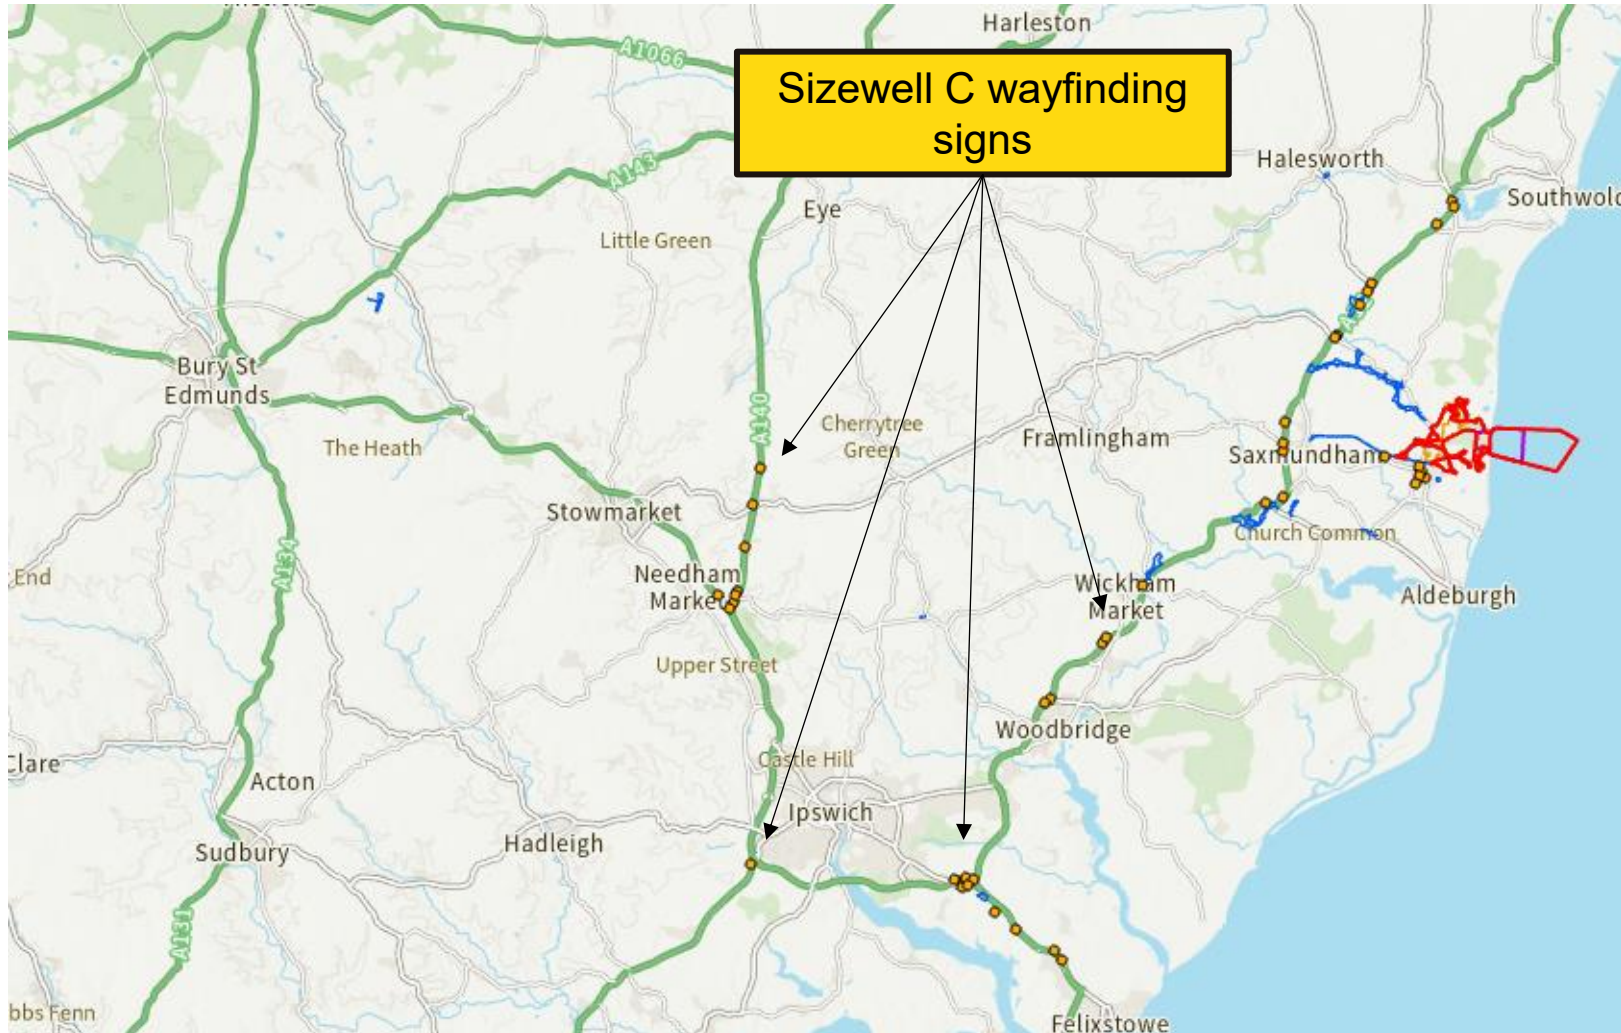 Harleston
A1066
Sizewell C wayfinding
signs
A143
Halesworth
Southwold
Eye
Little Green
Bury St
Edmunds
A140
Cherrytree
Green
The Heath
Framlingham
Saxmundham
Stowmarket
Church Common
A134
End
Needham
Market
Wickham
Market
Aldeburgh
Upper Street
Woodbridge
Clare
Castle Hill
Acton
Ipswich
Hadleigh
Sudbury
A131
bbs Fenn
Felixstowe